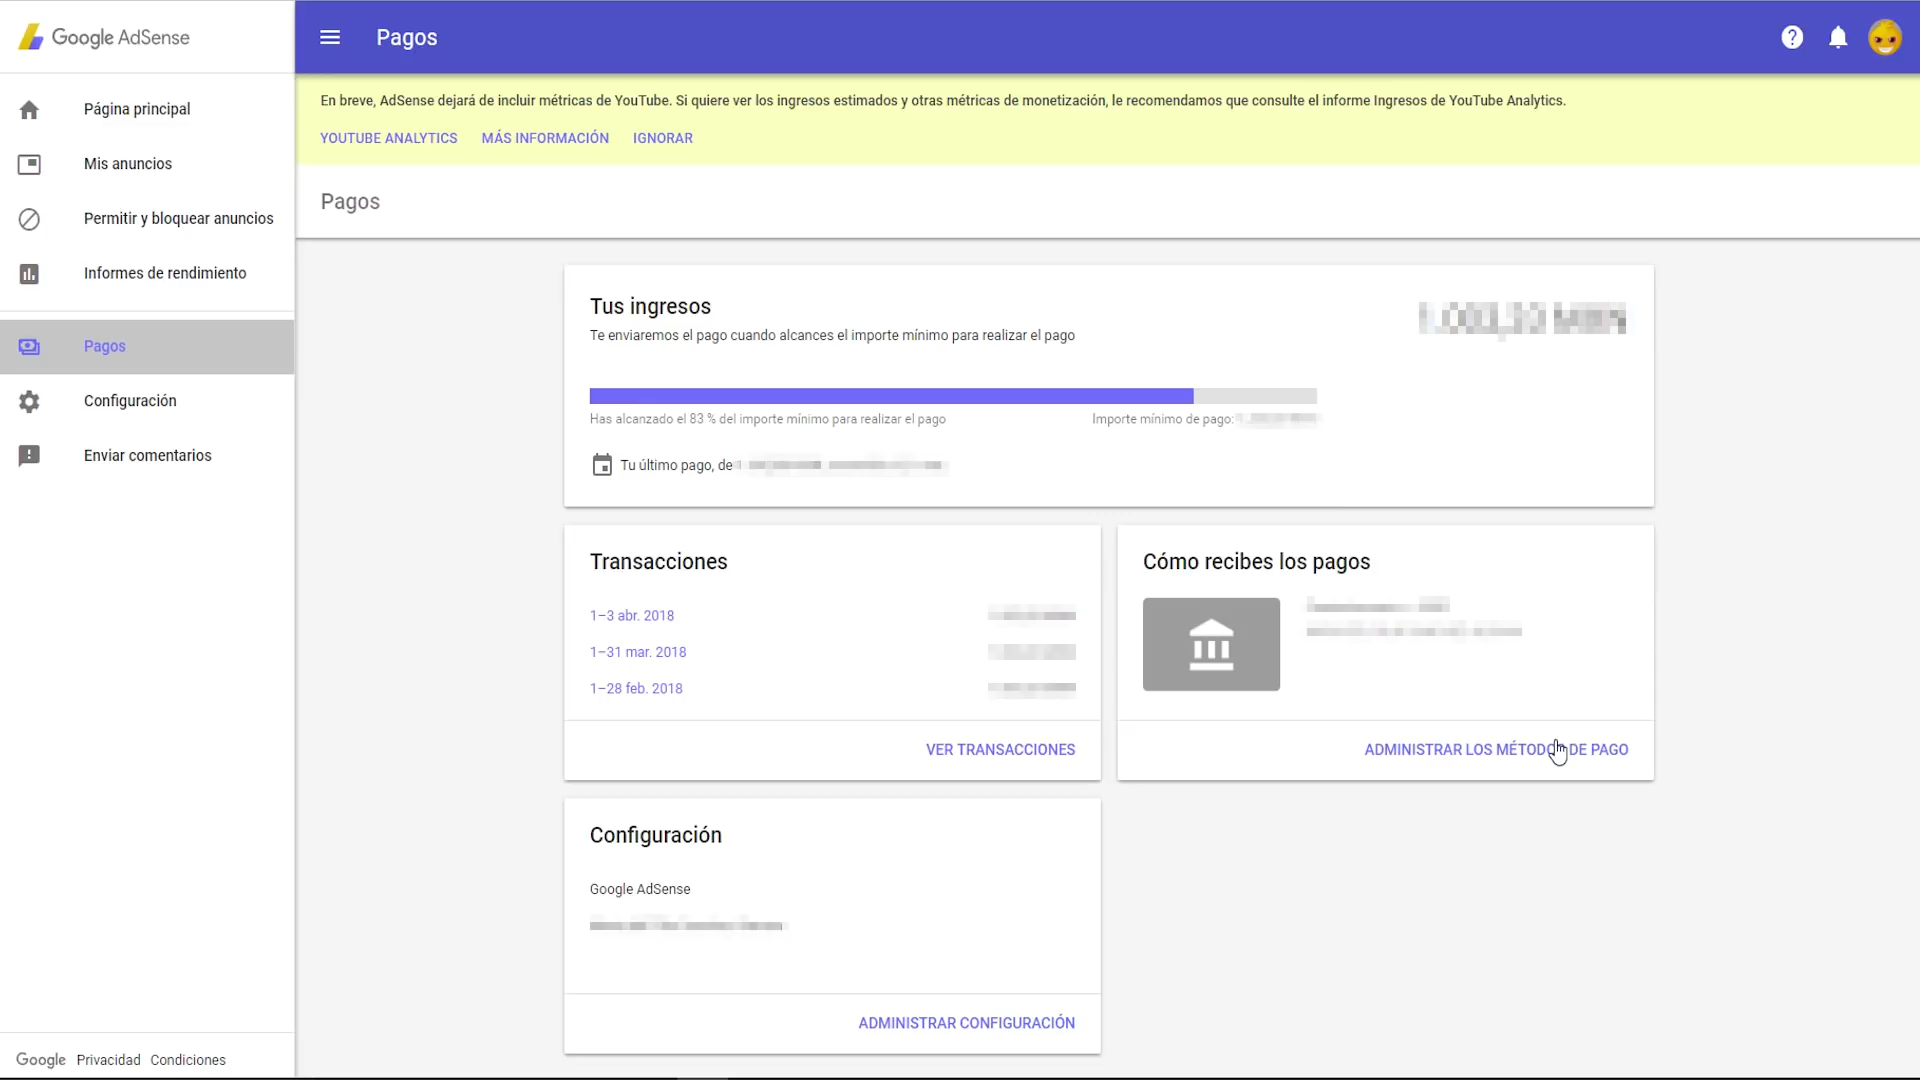 Google AdSense
Pagos
Página principal
Mis anuncios
Permitir y bloquear anuncios
Informes de rendimiento
Pagos
Configuración
Enviar comentarios
Google Privacidad Condiciones
En breve, AdSense dejará de incluir métricas de YouTube. Si quiere ver los ingresos estimados y otras métricas de monetización, le recomendamos que consulte el informe Ingresos de YouTube Analytics.
YOUTUBE ANALYTICS MÁS INFORMACIÓN IGNORAR
Pagos
Tus ingresos
Te enviaremos el pago cuando alcances el importe mínimo para realizar el pago
Has alcanzado el 83 % del importe mínimo para realizar el pago
Importe mínimo de pago:
Tu último pago, de
Transacciones
1–3 abr. 2018
1–31 mar. 2018
1–28 feb. 2018
VER TRANSACCIONES
Cómo recibes los pagos
ADMINISTRAR LOS MÉTODOS DE PAGO
Configuración
Google AdSense
ADMINISTRAR CONFIGURACIÓN